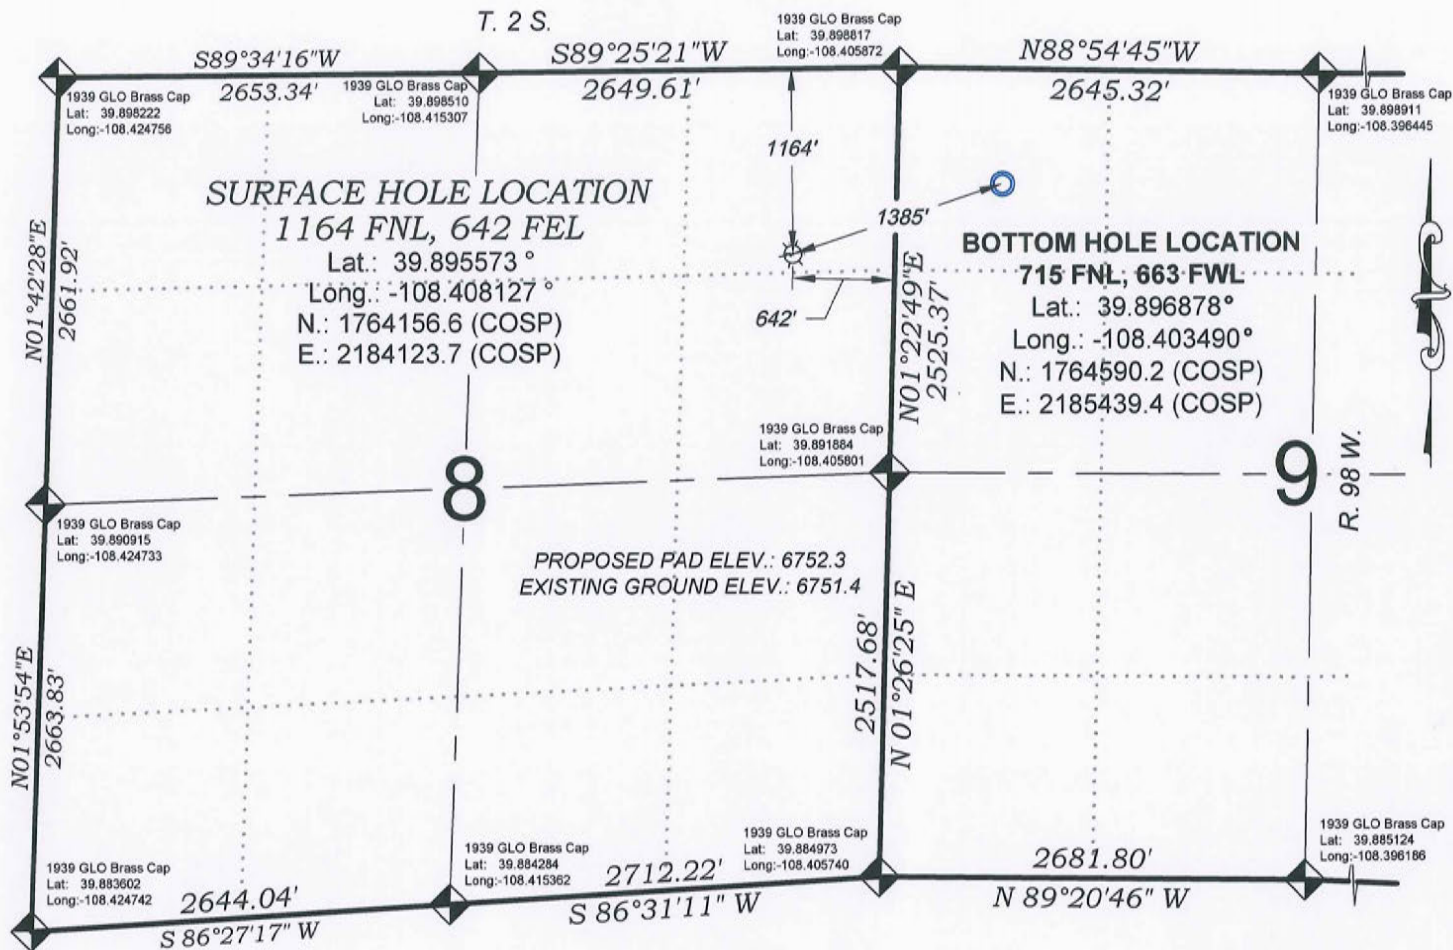 T. 2 S.
S89°34'16"W
2653.34'
S89°25'21"W
2649.61'
N88°54'45"W
2645.32'
1939 GLO Brass Cap
Lat: 39.898222
Long:-108.424756
1939 GLO Brass Cap
Lat: 39.898510
Long:-108.415307
1939 GLO Brass Cap
Lat: 39.898817
Long:-108.405872
1939 GLO Brass Cap
Lat: 39.898911
Long:-108.396445
1164'
1385'
642'
SURFACE HOLE LOCATION
1164 FNL, 642 FEL
Lat.: 39.895573 °
Long.: -108.408127 °
N.: 1764156.6 (COSP)
E.: 2184123.7 (COSP)
BOTTOM HOLE LOCATION
715 FNL, 663 FWL
Lat.: 39.896878°
Long.: -108.403490°
N.: 1764590.2 (COSP)
E.: 2185439.4 (COSP)
N01°42'28"E
2661.92'
N01°22'49"E
2525.37'
1939 GLO Brass Cap
Lat: 39.891884
Long:-108.405801
8
9
R. 98 W.
1939 GLO Brass Cap
Lat: 39.890915
Long:-108.424733
PROPOSED PAD ELEV.: 6752.3
EXISTING GROUND ELEV.: 6751.4
N01°53'54"E
2663.83'
2517.68'
N 01°26'25" E
1939 GLO Brass Cap
Lat: 39.883602
Long:-108.424742
1939 GLO Brass Cap
Lat: 39.884284
Long:-108.415362
1939 GLO Brass Cap
Lat: 39.884973
Long:-108.405740
1939 GLO Brass Cap
Lat: 39.885124
Long:-108.396186
2644.04'
S 86°27'17" W
2712.22'
S 86°31'11" W
2681.80'
N 89°20'46" W